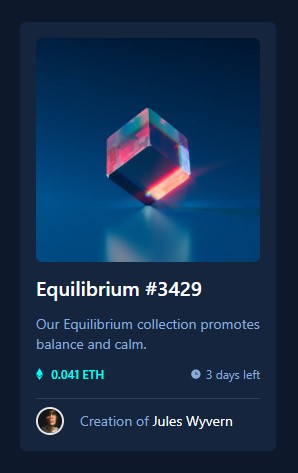 Equilibrium #3429
Our Equilibrium collection promotes
balance and calm.
0.041 ETH 3 days left
Creation of Jules Wyvern